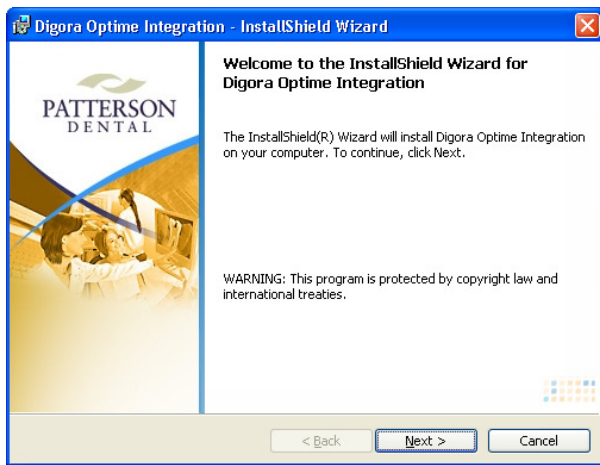 Digora Optime Integration - InstallShield Wizard
PATTERSON
DENTAL
Welcome to the InstallShield Wizard for
Digora Optime Integration
The InstallShield(R) Wizard will install Digora Optime Integration
on your computer. To continue, click Next.
WARNING: This program is protected by copyright law and
international treaties.
< Back
Next >
Cancel